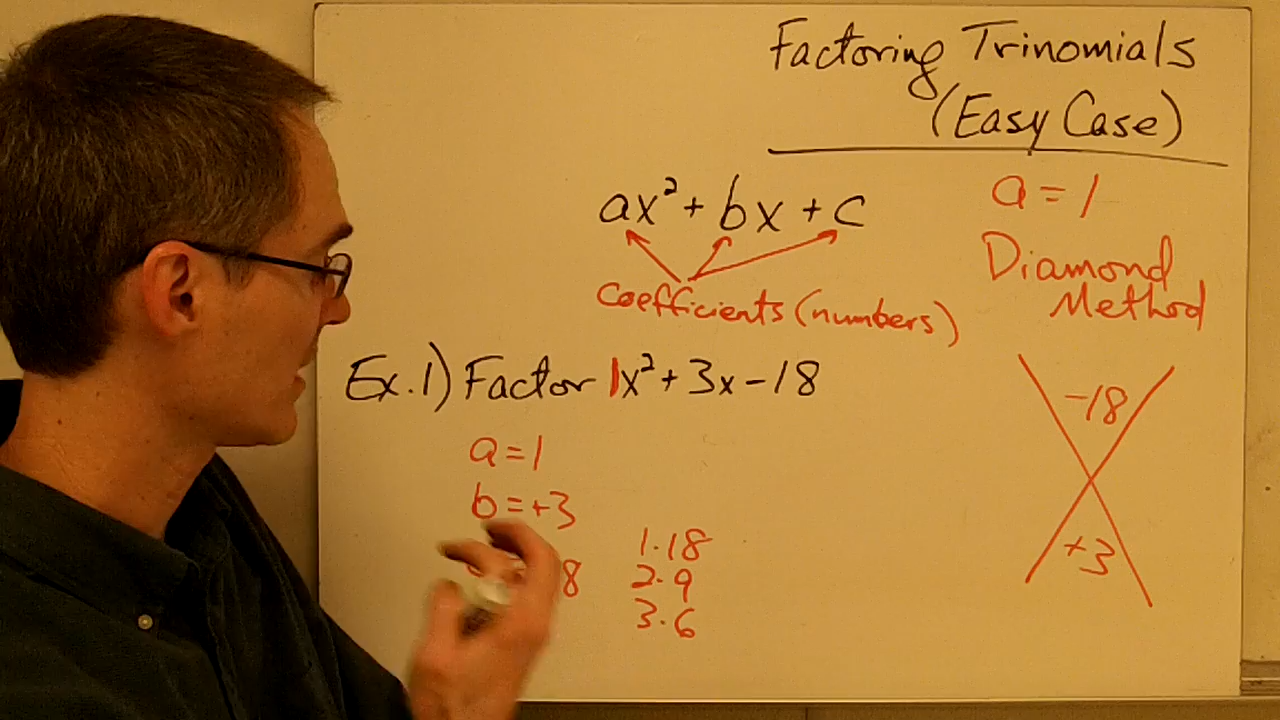 Factoring Trinomials
(Easy Case)
ax² + bx + c
a = 1
Coefficients (numbers)
Diamond
Method
Ex. 1) Factor 1x² + 3x - 18
-18
+3
a = 1
b = +3
8
1·18
2·9
3·6